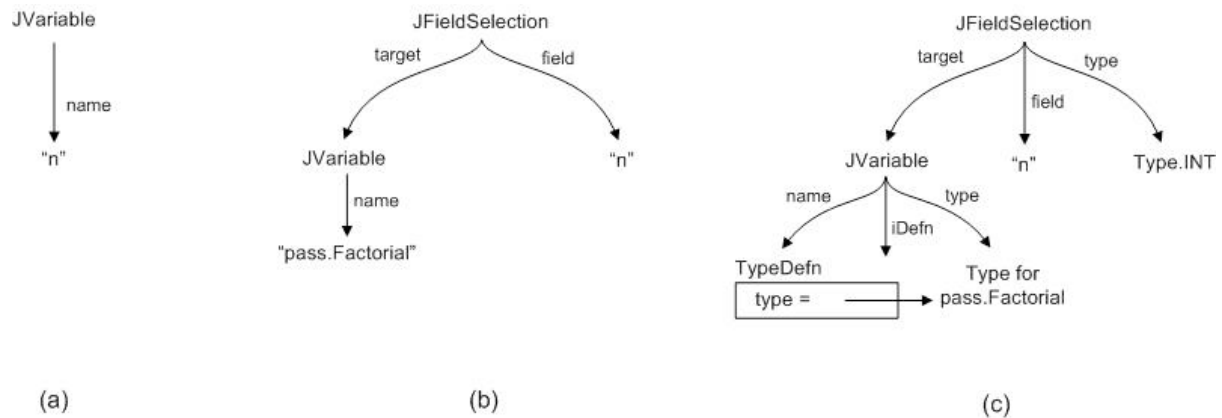 JVariable
name
“n”
(a)
JFieldSelection
target
field
JVariable
“n”
name
“pass.Factorial”
(b)
JFieldSelection
target
type
field
JVariable
“n”
Type.INT
name
type
iDefn
TypeDefn
type =
Type for
pass.Factorial
(c)